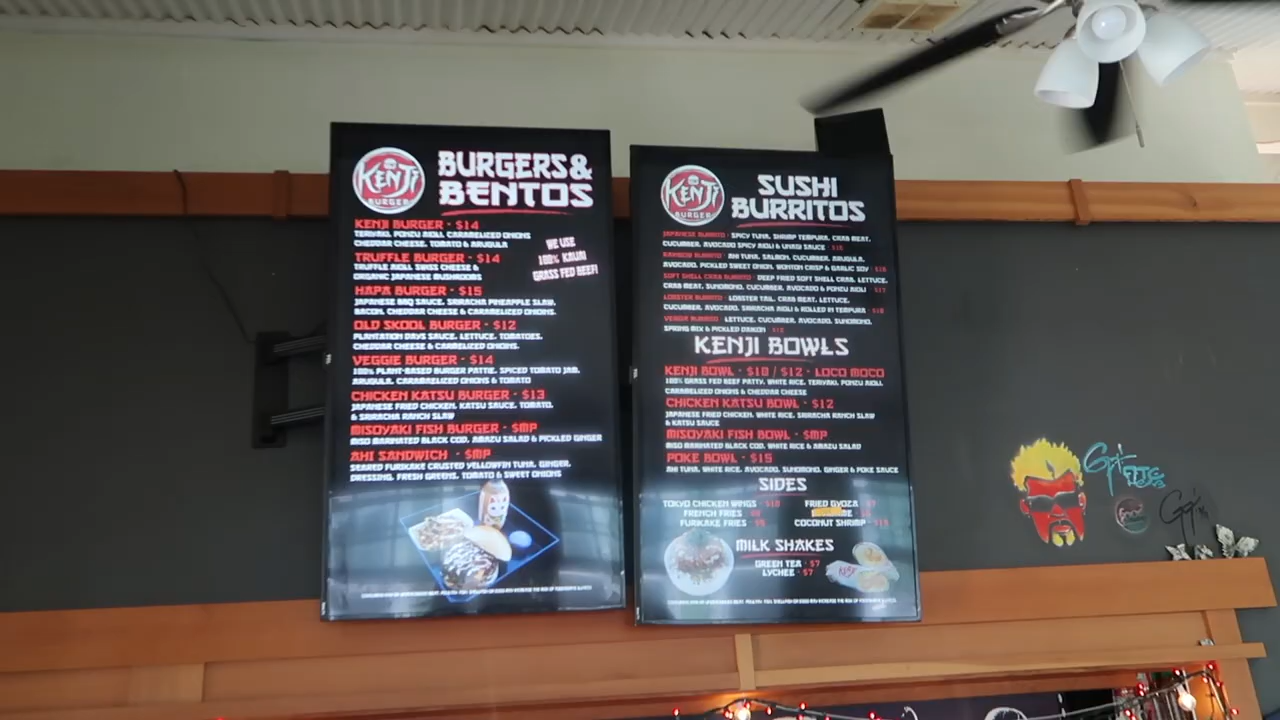 THE
KENJI
BURGER
BURGERS&
BENTOS
KENJI BURGER - $14
TERIYAKI, PONZU AIOLI, CARAMELIZED ONIONS
CHEDDAR CHEESE, TOMATO & ARUGULA
WE USE
100% KAUAI
GRASS FED BEEF!
TRUFFLE BURGER - $14
TRUFFLE AIOLI, SWISS CHEESE &
ORGANIC JAPANESE MUSHROOMS
HAPA BURGER - $15
JAPANESE BBQ SAUCE, SRIRACHA PINEAPPLE SLAW,
BACON, CHEDDAR CHEESE & CARAMELIZED ONIONS.
OLD SKOOL BURGER - $12
PLANTATION DAYS SAUCE, LETTUCE, TOMATOES,
CHEDDAR CHEESE & CARMELIZED ONIONS.
VEGGIE BURGER - $14
100% PLANT-BASED BURGER PATTIE, SPICED TOMATO JAM,
ARUGULA, CARAMAELIZED ONIONS & TOMATO
CHICKEN KATSU BURGER - $13
JAPANESE FRIED CHICKEN, KATSU SAUCE, TOMATO,
& SRIRACHA RANCH SLAW
MISOYAKI FISH BURGER - $MP
MISO MARINATED BLACK COD, AMAZU SALAD & PICKLED GINGER
AHI SANDWICH - $MP
SEARED FURIKAKE CRUSTED YELLOWFIN TUNA, GINGER,
DRESSING, FRESH GREENS, TOMATO & SWEET ONIONS
THE
KENJI
BURGER
SUSHI
BURRITOS
JAPANESE BURRITO - SPICY TUNA, SHRIMP TEMPURA, CRAB MEAT,
CUCUMBER, AVOCADO SPICY AIOLI & UNAGI SAUCE - $15
RAINBOW BURRITO - AHI TUNA, SALMON, CUCUMBER, ARUGULA,
AVOCADO, PICKLED SWEET ONION, WONTON CRISP & GARLIC SOY - $16
SOFT SHELL CRAB BURRITO - DEEP FRIED SOFT SHELL CRAB, LETTUCE,
CRAB MEAT, SUNOMONO, CUCUMBER, AVOCADO & PONZU AIOLI - $17
LOBSTER BURRITO - LOBSTER TAIL, CRAB MEAT, LETTUCE,
CUCUMBER, AVOCADO, SRIRACHA AIOLI & ROLLED IN TEMPURA - $18
VEGGIE BURRITO - LETTUCE, CUCUMBER, AVOCADO, SUNOMONO,
SPRING MIX & PICKLED DAIKON
KENJI BOWLS
KENJI BOWL - $10 / $12 - LOCO MOCO
100% GRASS FED BEEF PATTY, WHITE RICE, TERIYAKI, PONZU AIOLI,
CARAMELIZED ONIONS & CHEDDAR CHEESE
CHICKEN KATSU BOWL - $12
JAPANESE FRIED CHICKEN, WHITE RICE, SRIRACHA RANCH SLAW
& KATSU SAUCE
MISOYAKI FISH BOWL - $MP
MISO MARINATED BLACK COD, WHITE RICE & AMAZU SALAD
POKE BOWL - $15
AHI TUNA, WHITE RICE, AVOCADO, SUNOMONO, GINGER & POKE SAUCE
SIDES
TOKYO CHICKEN WINGS - $10
FRIED GYOZA
FRENCH FRIES
FURIKAKE FRIES
COCONUT SHRIMP
MILK SHAKES
GREEN TEA - $7
LYCHEE - $7